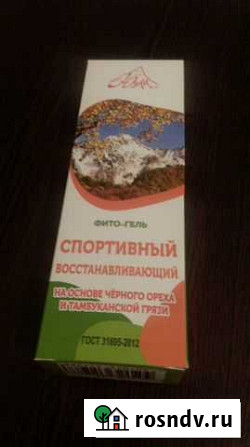 ФИТО-ГЕЛЬ
СПОРТИВНЫЙ
ВОССТАНАВЛИВАЮЩИЙ
НА ОСНОВЕ ЧЁРНОГО ОРЕХА
И ТАМБУКАНСКОЙ ГРЯЗИ
ГОСТ 31695-2012
rosndv.ru